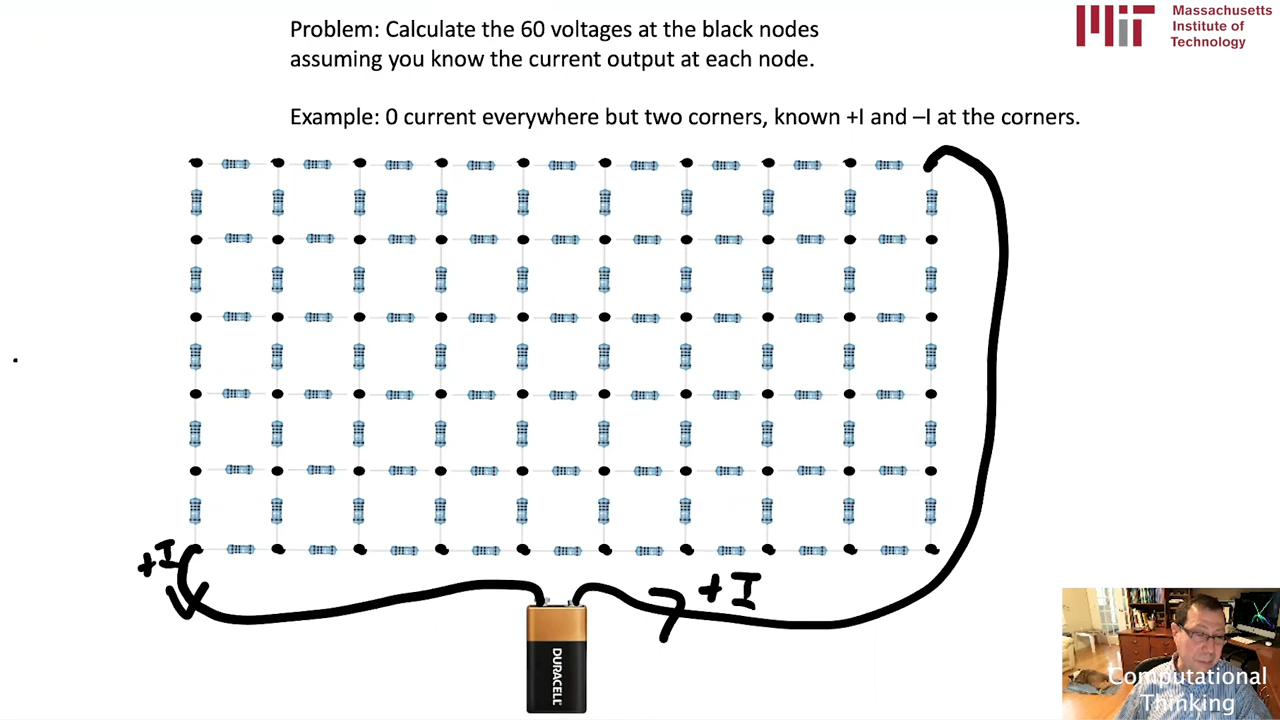 Problem: Calculate the 60 voltages at the black nodes
assuming you know the current output at each node.
Example: 0 current everywhere but two corners, known +I and –I at the corners.
MIT
Massachusetts
Institute of
Technology
+I
+I
DURACELL
Computational
Thinking